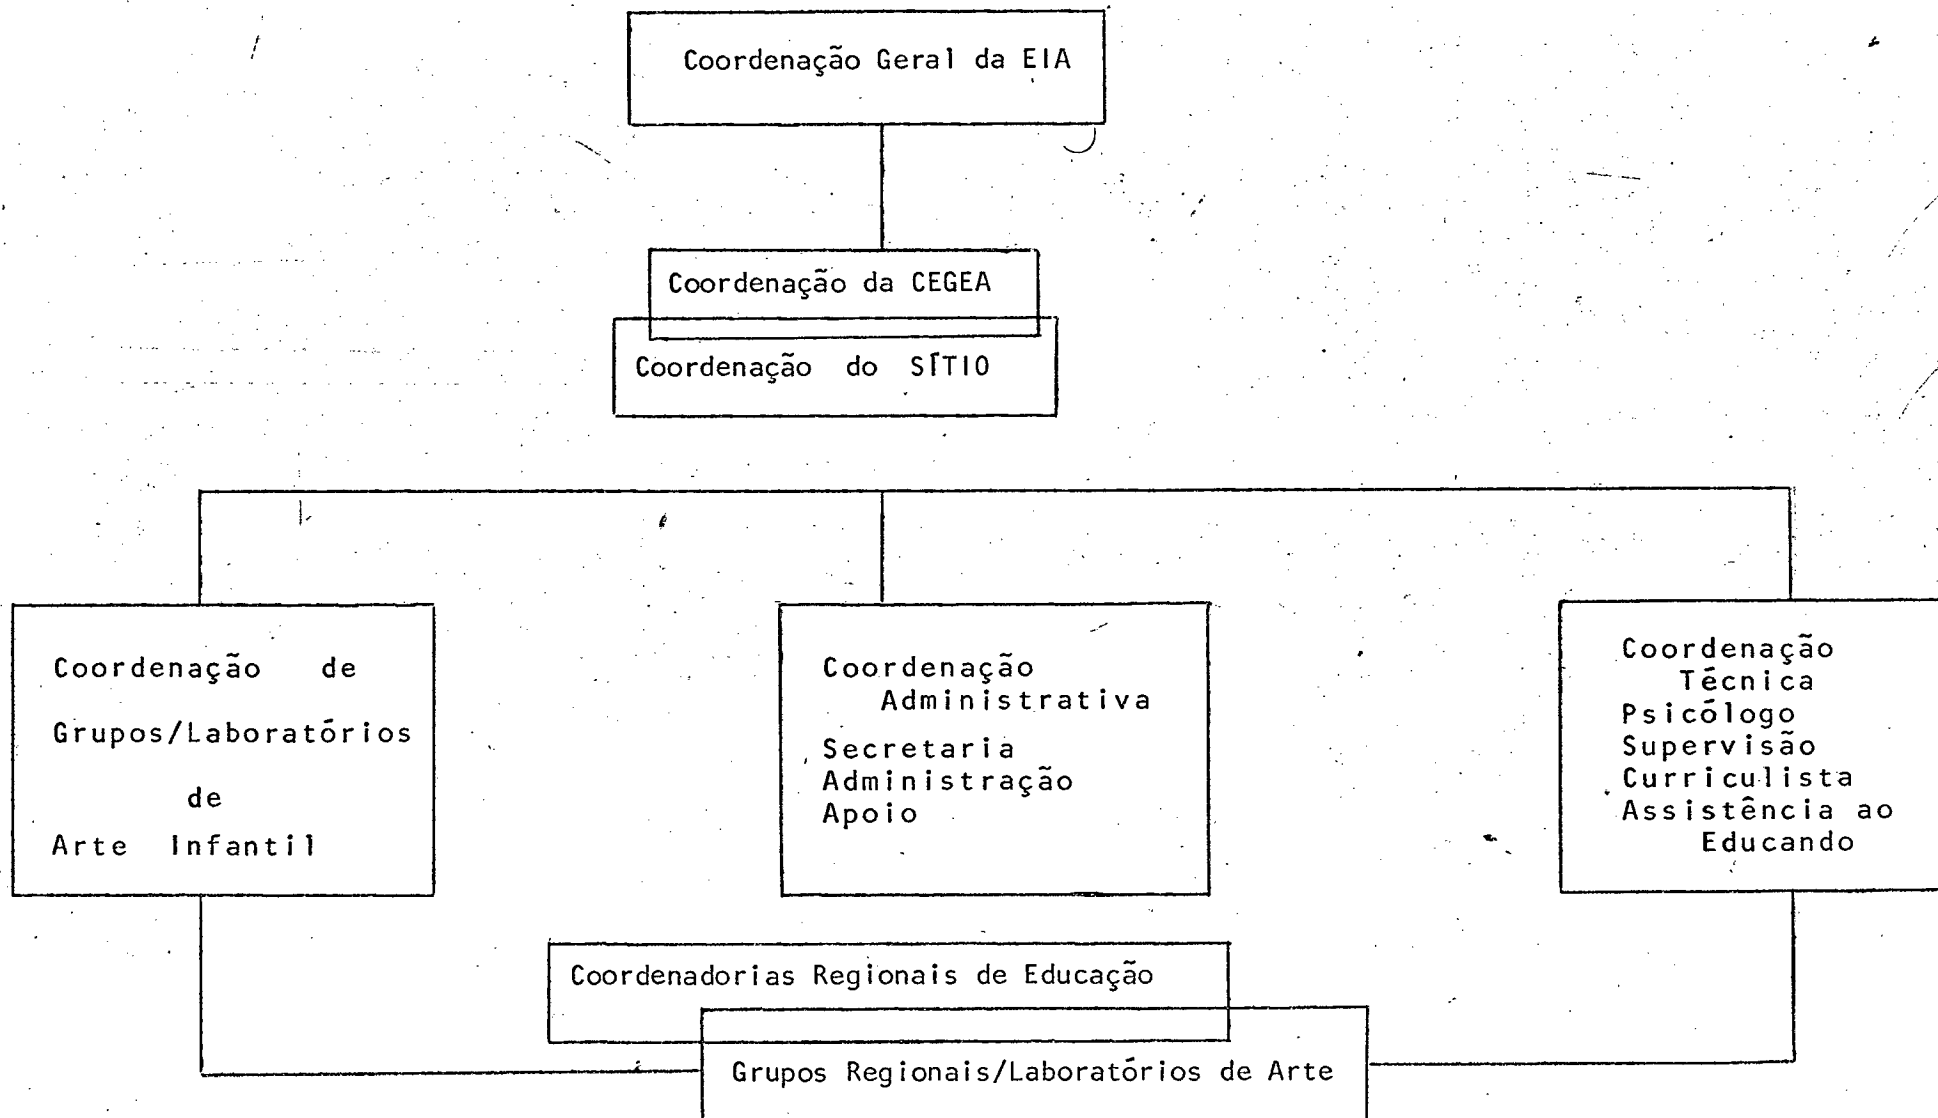 Coordenação Geral da EIA
Coordenação da CEGEA
Coordenação do SÍTIO
Coordenação de
Grupos/Laboratórios
de
Arte Infantil
Coordenação
Administrativa
Secretaria
Administração
Apoio
Coordenação
Técnica
Psicólogo
Supervisão
Curriculista
Assistência ao
Educando
Coordenadorias Regionais de Educação
Grupos Regionais/Laboratórios de Arte